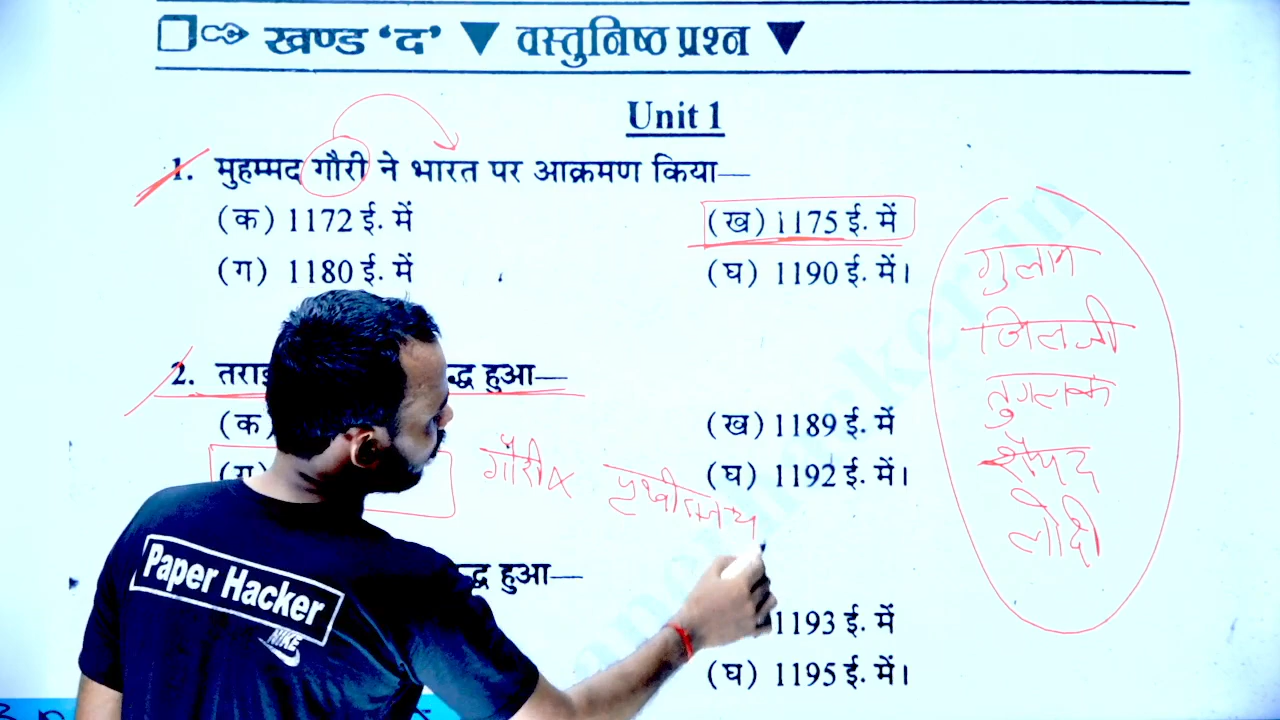 खण्ड ‘द’ ▼ वस्तुनिष्ठ प्रश्न ▼
Unit 1
1. मुहम्मद गौरी ने भारत पर आक्रमण किया—
(क) 1172 ई. में (ख) 1175 ई. में
(ग) 1180 ई. में (घ) 1190 ई. में।
2. तराइ द्ध हुआ—
(क) (ख) 1189 ई. में
(ग) (घ) 1192 ई. में।
गौरी × पृथ्वीराज
द्ध हुआ—
1193 ई. में
(घ) 1195 ई. में।
गुलाम
खिलजी
तुगलक
सैय्यद
लोदी
Paper Hacker
NIKE